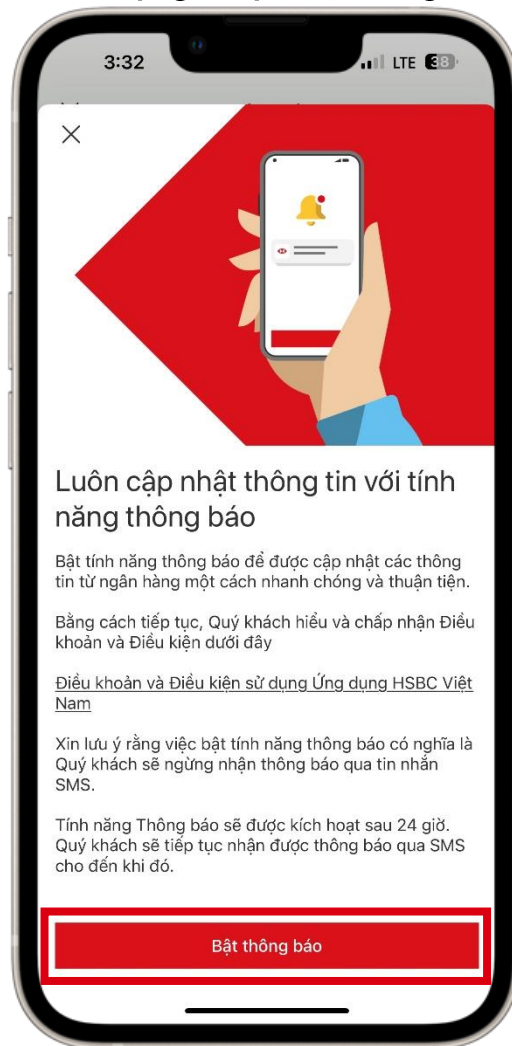 3:32
LTE 38
Luôn cập nhật thông tin với tính
năng thông báo
Bật tính năng thông báo để được cập nhật các thông
tin từ ngân hàng một cách nhanh chóng và thuận tiện.
Bằng cách tiếp tục, Quý khách hiểu và chấp nhận Điều
khoản và Điều kiện dưới đây
Điều khoản và Điều kiện sử dụng Ứng dụng HSBC Việt
Nam
Xin lưu ý rằng việc bật tính năng thông báo có nghĩa là
Quý khách sẽ ngừng nhận thông báo qua tin nhắn
SMS.
Tính năng Thông báo sẽ được kích hoạt sau 24 giờ.
Quý khách sẽ tiếp tục nhận được thông báo qua SMS
cho đến khi đó.
Bật thông báo